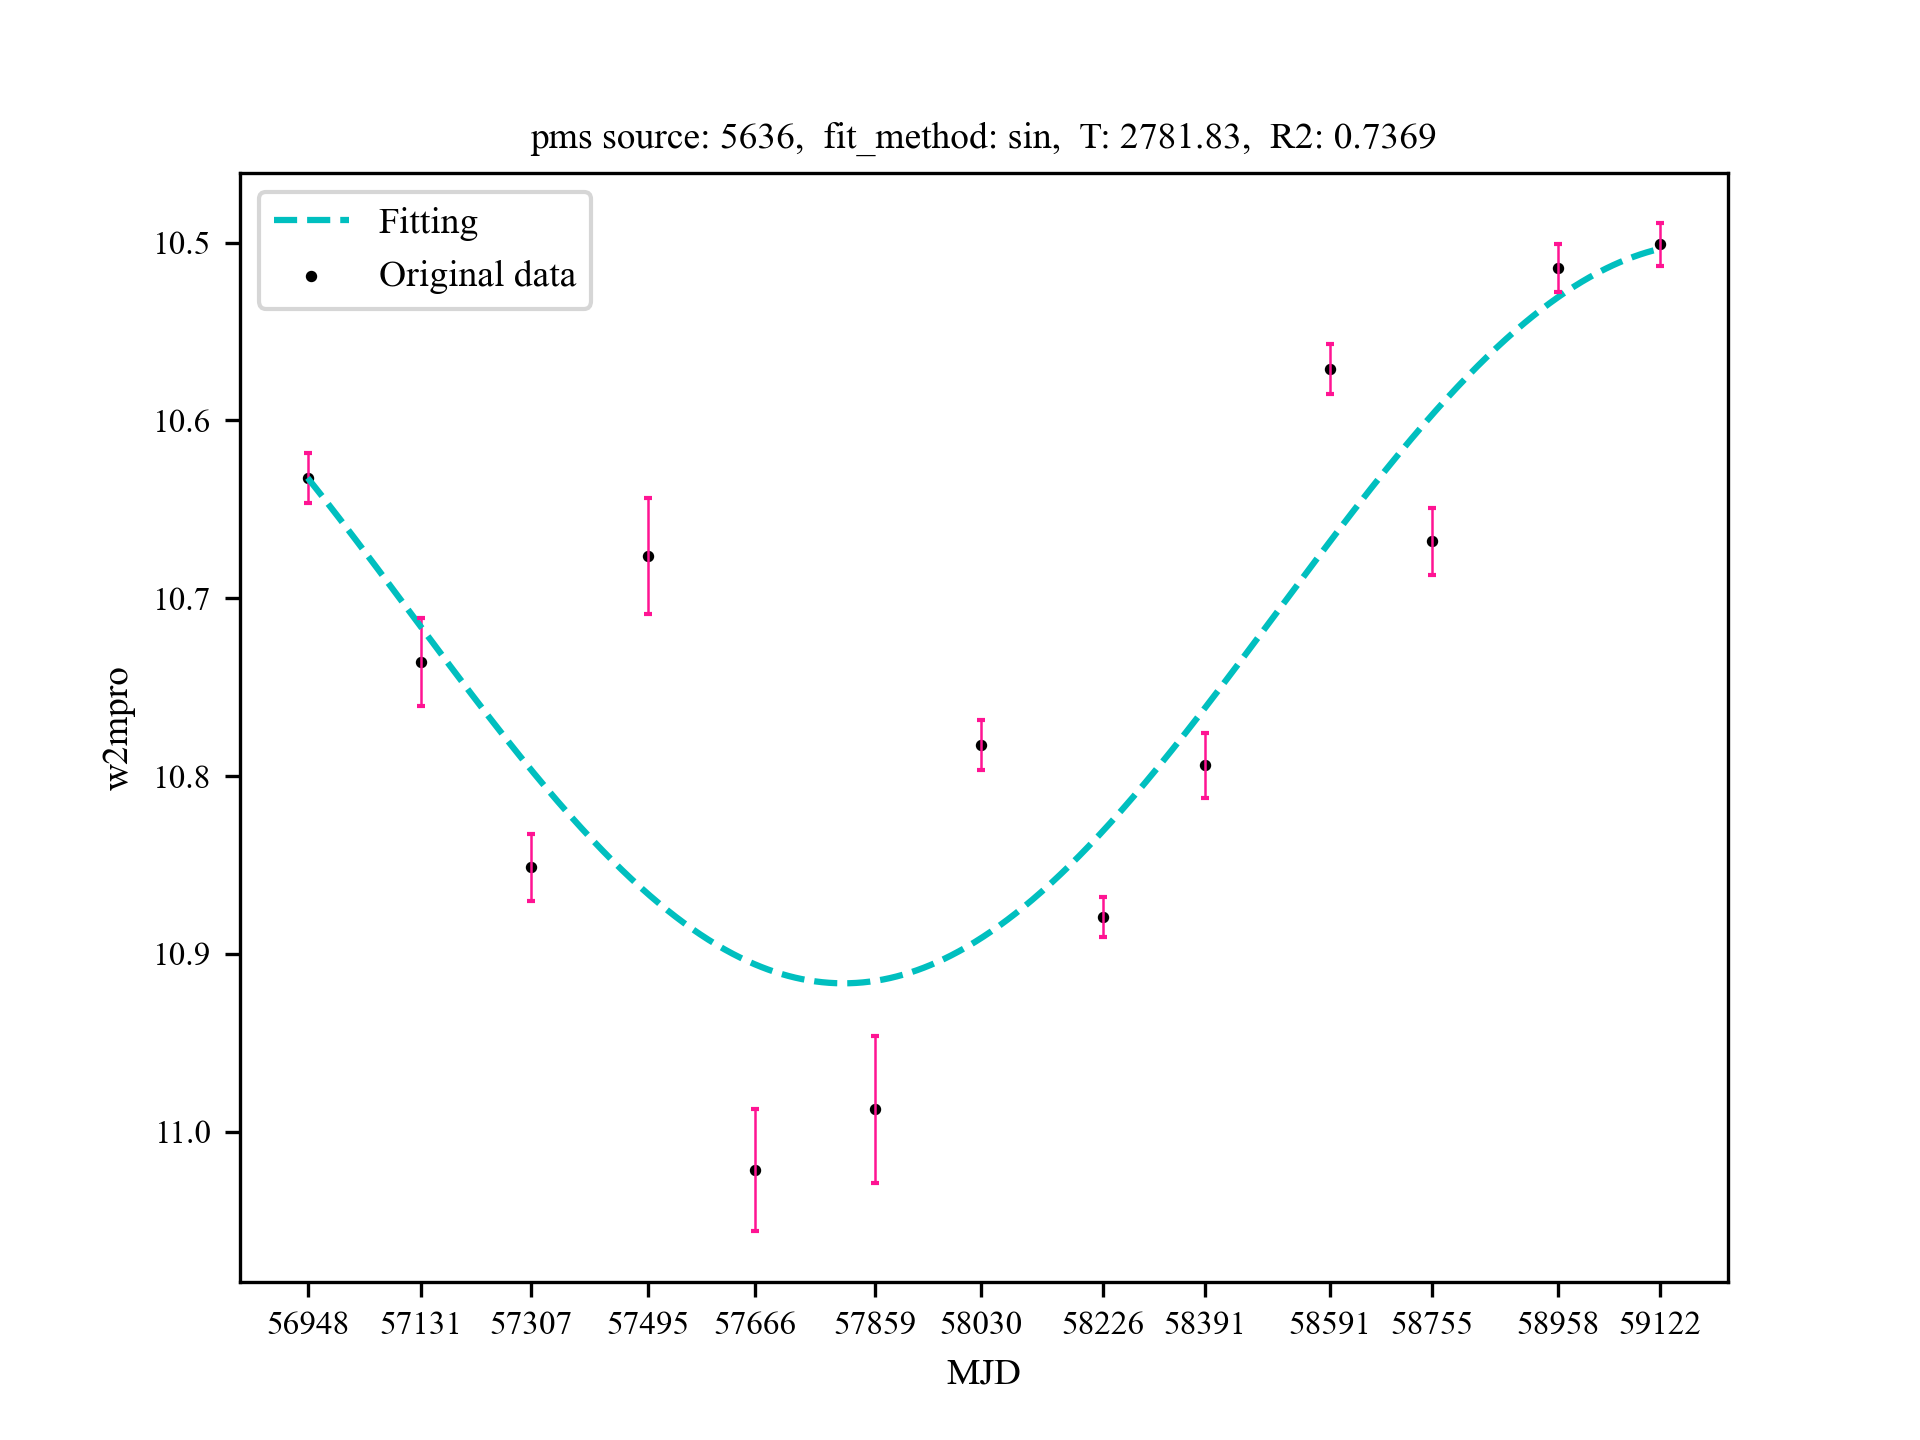 pms source: 5636,  fit_method: sin,  T: 2781.83,  R2: 0.7369
Fitting
Original data
10.5
10.6
10.7
10.8
10.9
11.0
w2mpro
56948 57131 57307 57495 57666 57859 58030 58226 58391 58591 58755 58958 59122
MJD